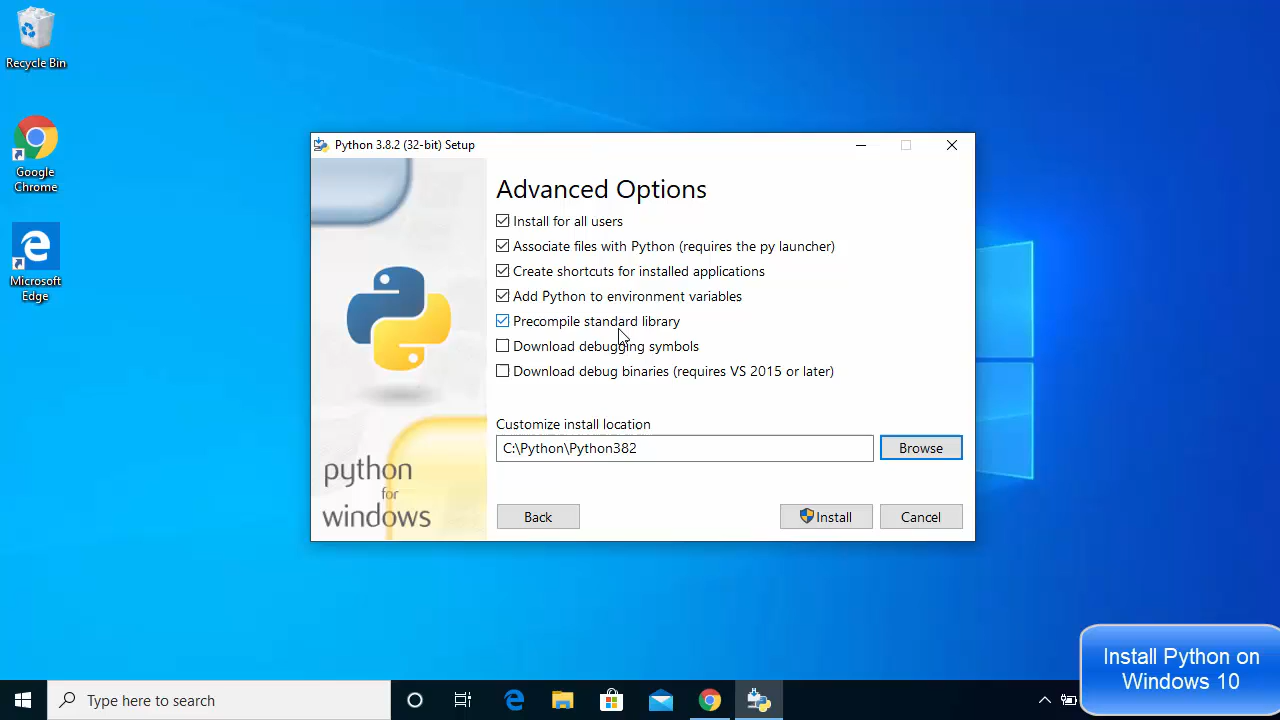 Recycle Bin
Google
Chrome
Microsoft
Edge
Python 3.8.2 (32-bit) Setup
Advanced Options
Install for all users
Associate files with Python (requires the py launcher)
Create shortcuts for installed applications
Add Python to environment variables
Precompile standard library
Download debugging symbols
Download debug binaries (requires VS 2015 or later)
Customize install location
C:\Python\Python382
Browse
python
for
windows
Back
Install
Cancel
Install Python on
Windows 10
Type here to search